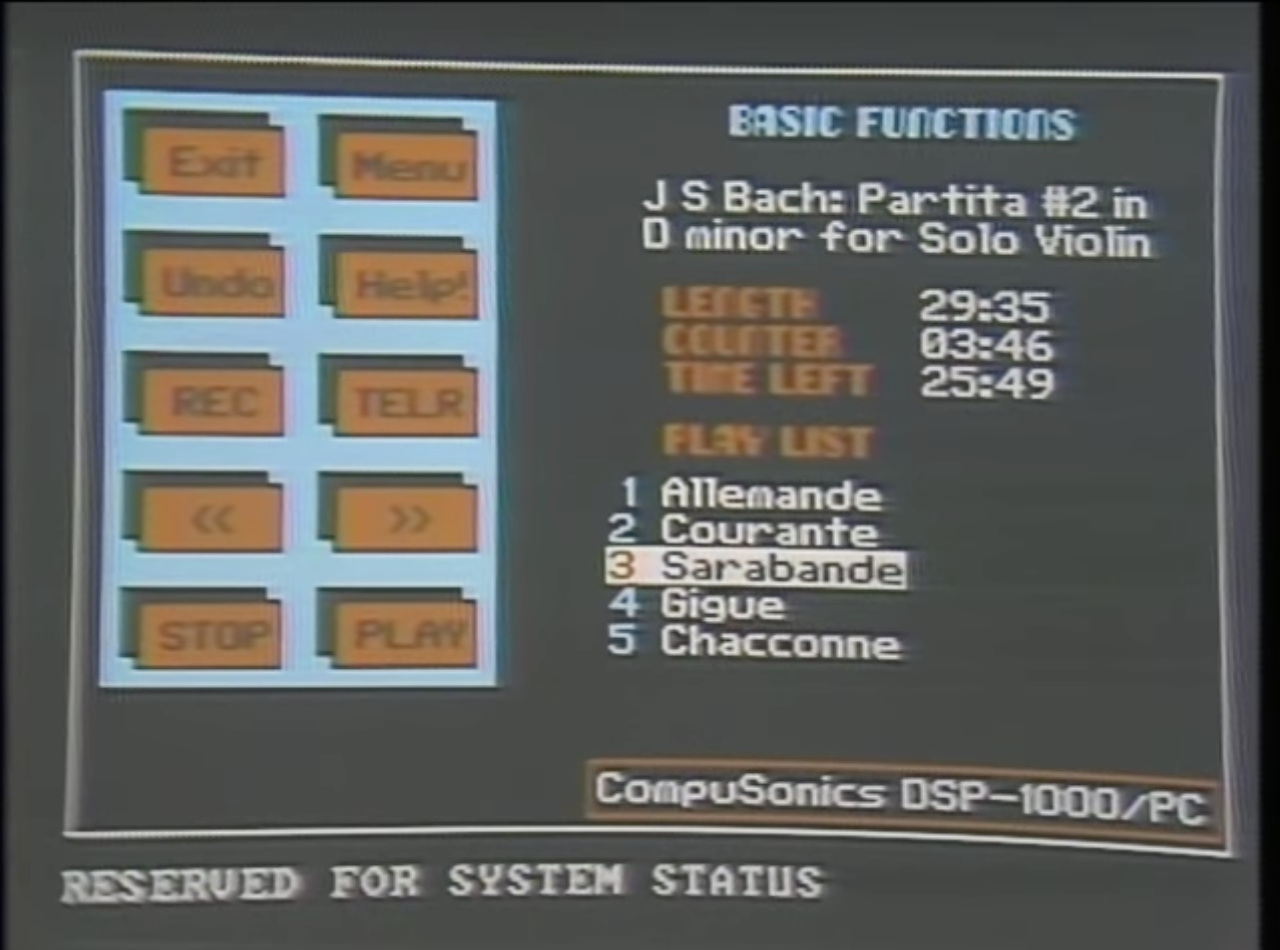 Exit Menu
Undo Help!
REC TELR
<< >>
STOP PLAY
BASIC FUNCTIONS
J S Bach: Partita #2 in
D minor for Solo Violin
LENGTH 29:35
COUNTER 03:46
TIME LEFT 25:49
PLAY LIST
1 Allemande
2 Courante
3 Sarabande
4 Gigue
5 Chacconne
CompuSonics DSP-1000/PC
RESERVED FOR SYSTEM STATUS